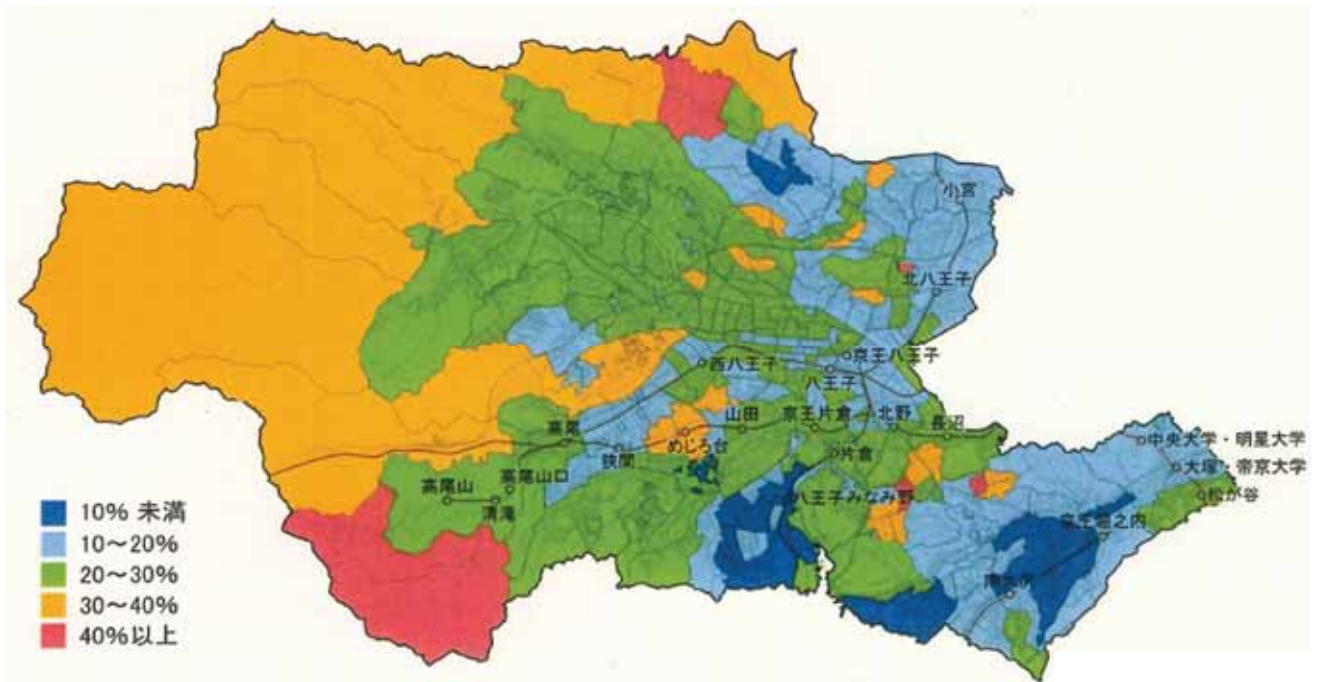 小宮
北八王子
京王八王子
西八王子
八王子
山田
京王片倉
北野
長沼
高尾
めじろ台
狭間
片倉
中央大学・明星大学
大塚・帝京大学
松が谷
高尾山口
高尾山
清滝
八王子みなみ野
京王堀之内
南大沢
10% 未満
10～20%
20～30%
30～40%
40%以上